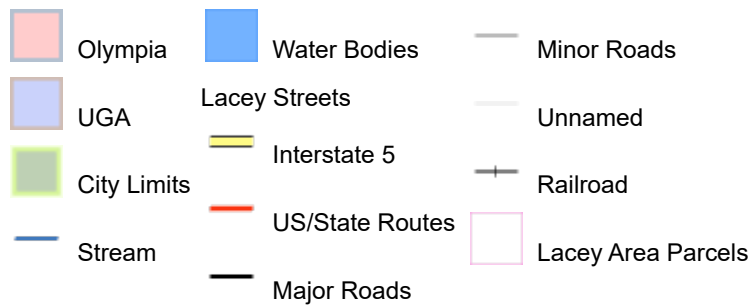 Olympia
UGA
City Limits
Stream
Water Bodies
Lacey Streets
Interstate 5
US/State Routes
Major Roads
Minor Roads
Unnamed
Railroad
Lacey Area Parcels